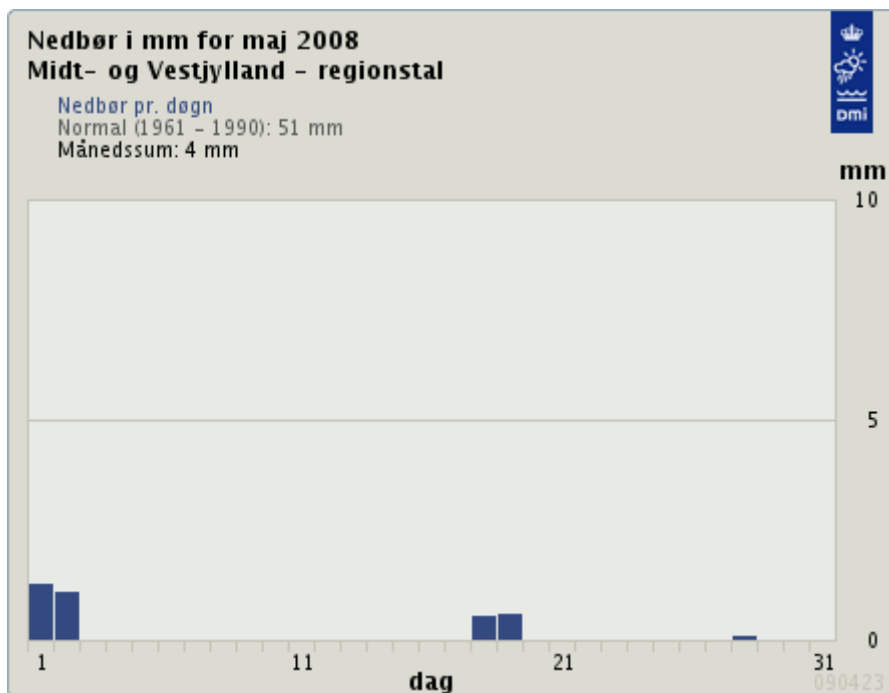 Nedbør i mm for maj 2008
Midt- og Vestjylland - regionstal
Nedbør pr. døgn
Normal (1961 - 1990): 51 mm
Månedssum: 4 mm
DMI
mm
10
5
0
1 11 21 31
dag
090423